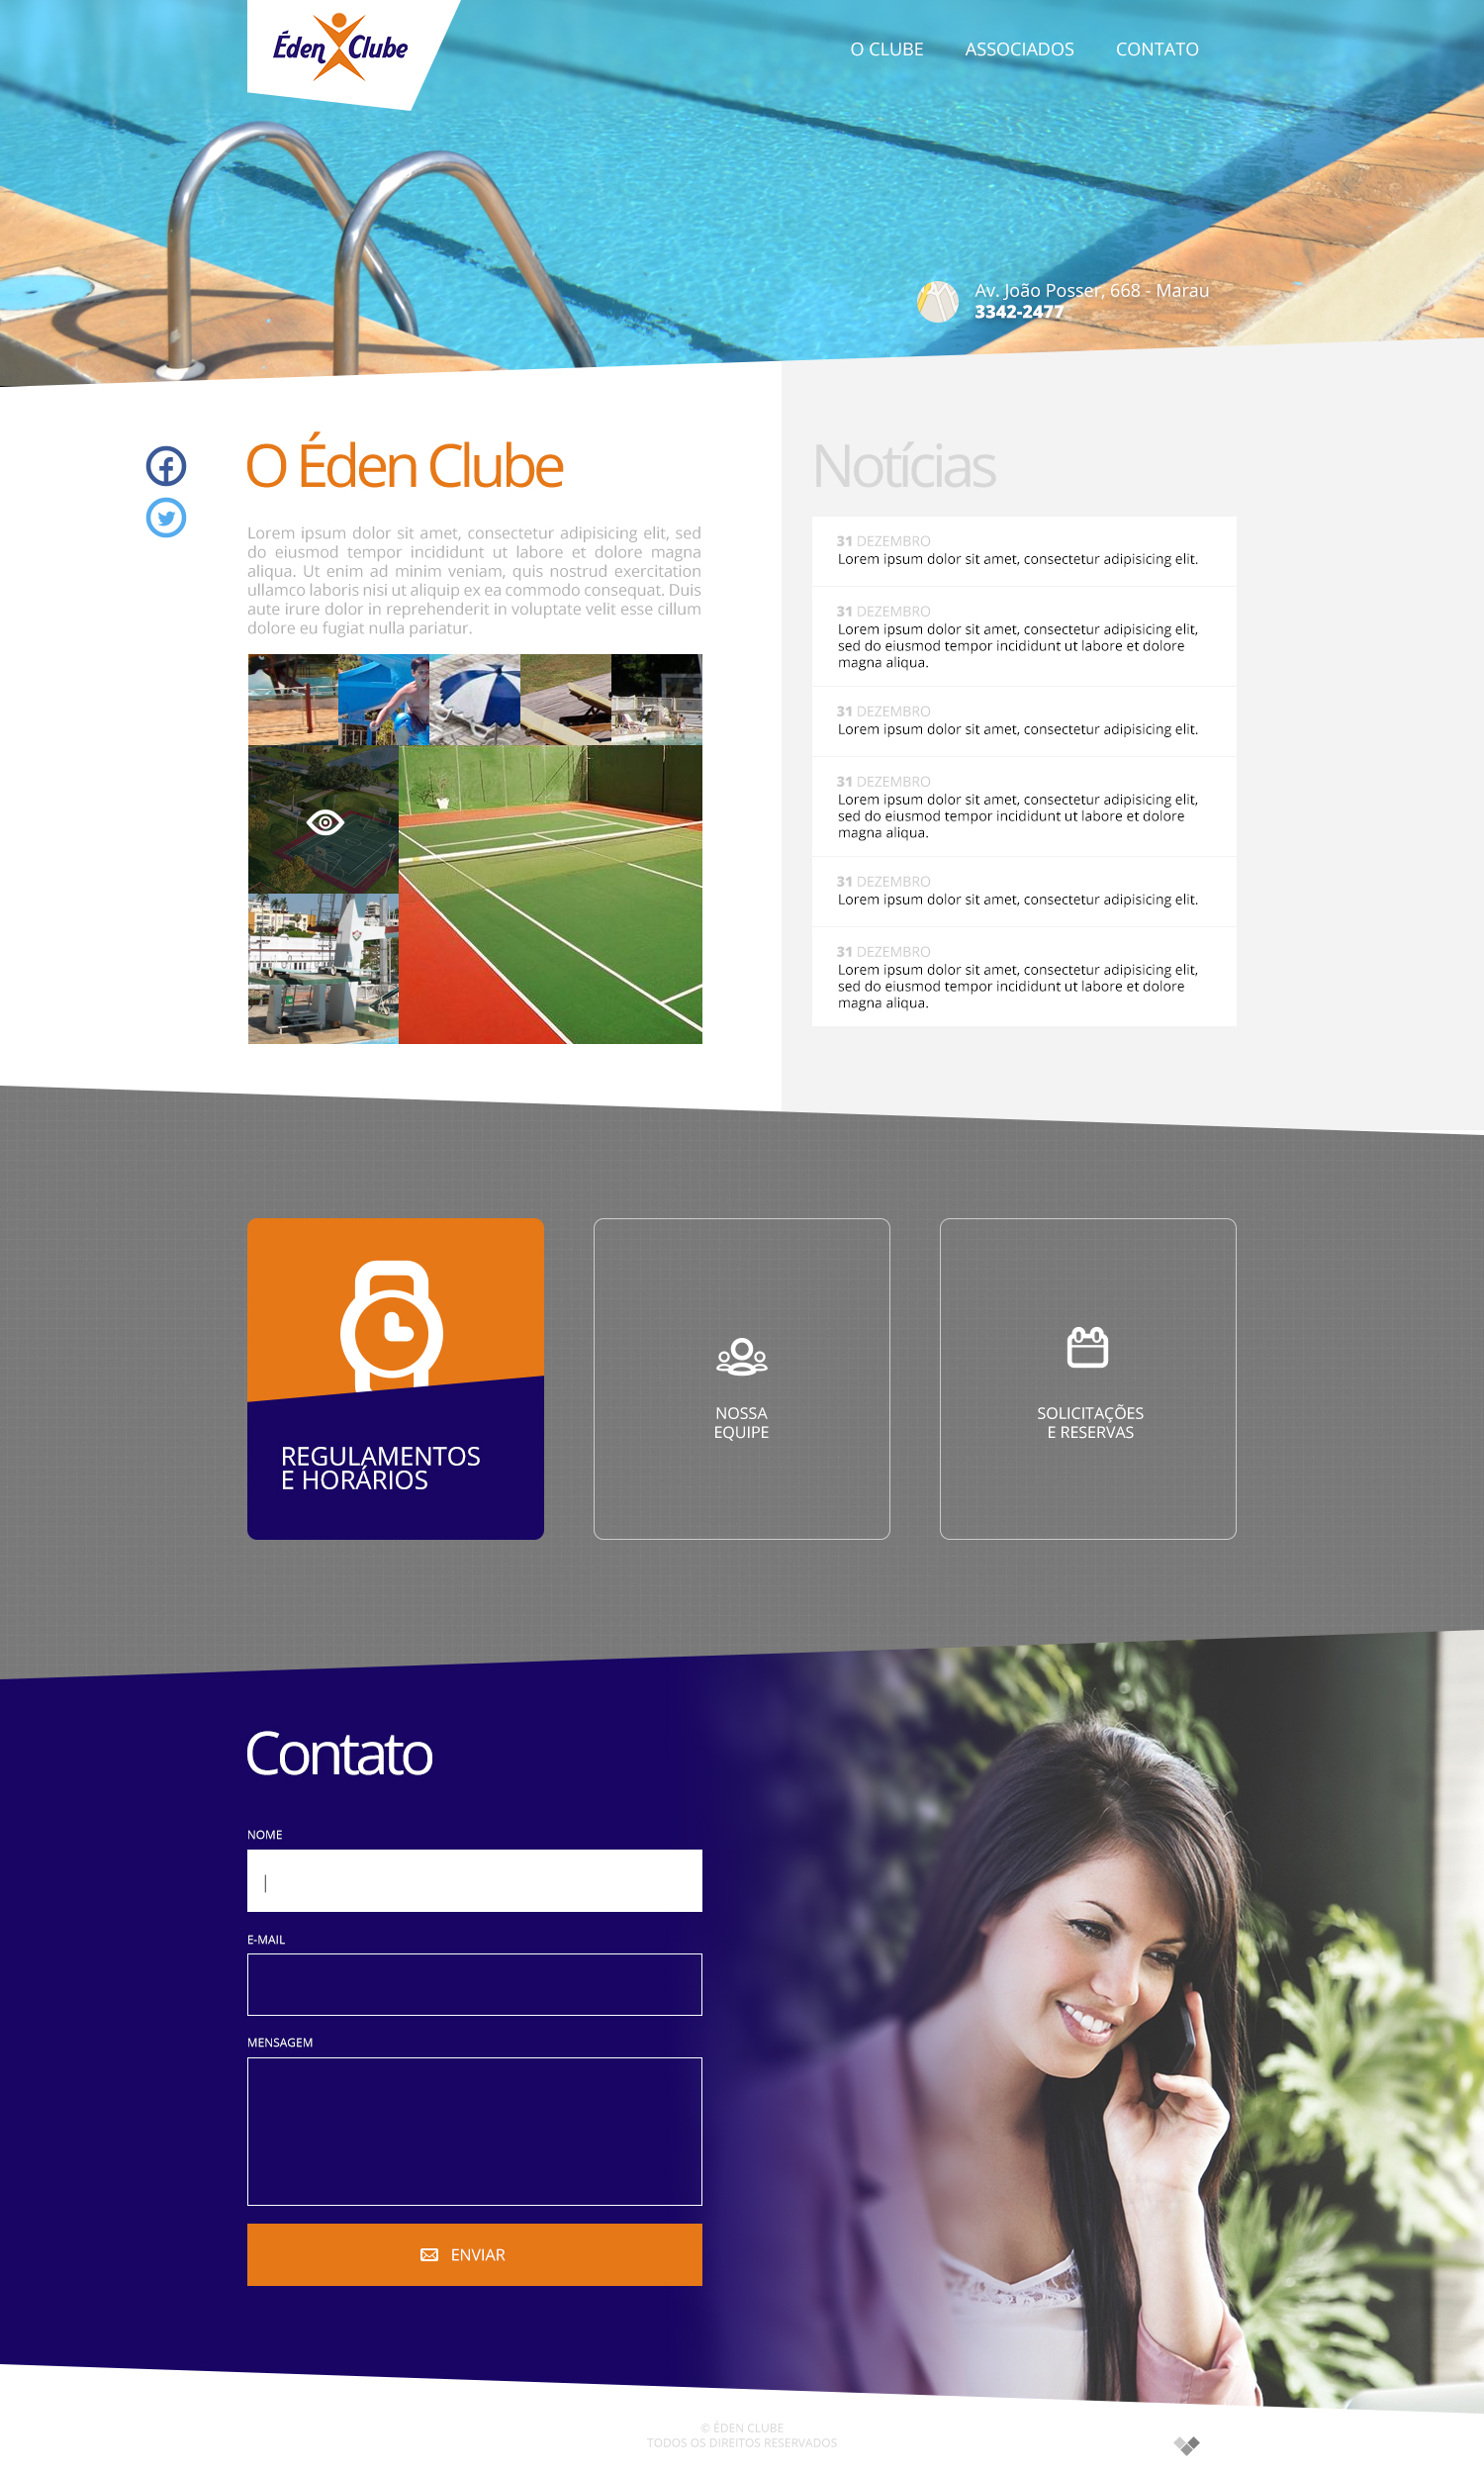 Éden Clube
O CLUBE ASSOCIADOS CONTATO
Av. João Posser, 668 - Marau
3342-2477
O Éden Clube
Lorem ipsum dolor sit amet, consectetur adipisicing elit, sed
do eiusmod tempor incididunt ut labore et dolore magna
aliqua. Ut enim ad minim veniam, quis nostrud exercitation
ullamco laboris nisi ut aliquip ex ea commodo consequat. Duis
aute irure dolor in reprehenderit in voluptate velit esse cillum
dolore eu fugiat nulla pariatur.
Notícias
31 DEZEMBRO
Lorem ipsum dolor sit amet, consectetur adipisicing elit.
31 DEZEMBRO
Lorem ipsum dolor sit amet, consectetur adipisicing elit,
sed do eiusmod tempor incididunt ut labore et dolore
magna aliqua.
31 DEZEMBRO
Lorem ipsum dolor sit amet, consectetur adipisicing elit.
31 DEZEMBRO
Lorem ipsum dolor sit amet, consectetur adipisicing elit,
sed do eiusmod tempor incididunt ut labore et dolore
magna aliqua.
31 DEZEMBRO
Lorem ipsum dolor sit amet, consectetur adipisicing elit.
31 DEZEMBRO
Lorem ipsum dolor sit amet, consectetur adipisicing elit,
sed do eiusmod tempor incididunt ut labore et dolore
magna aliqua.
REGULAMENTOS
E HORÁRIOS
NOSSA
EQUIPE
SOLICITAÇÕES
E RESERVAS
Contato
NOME
E-MAIL
MENSAGEM
ENVIAR
© ÉDEN CLUBE
TODOS OS DIREITOS RESERVADOS